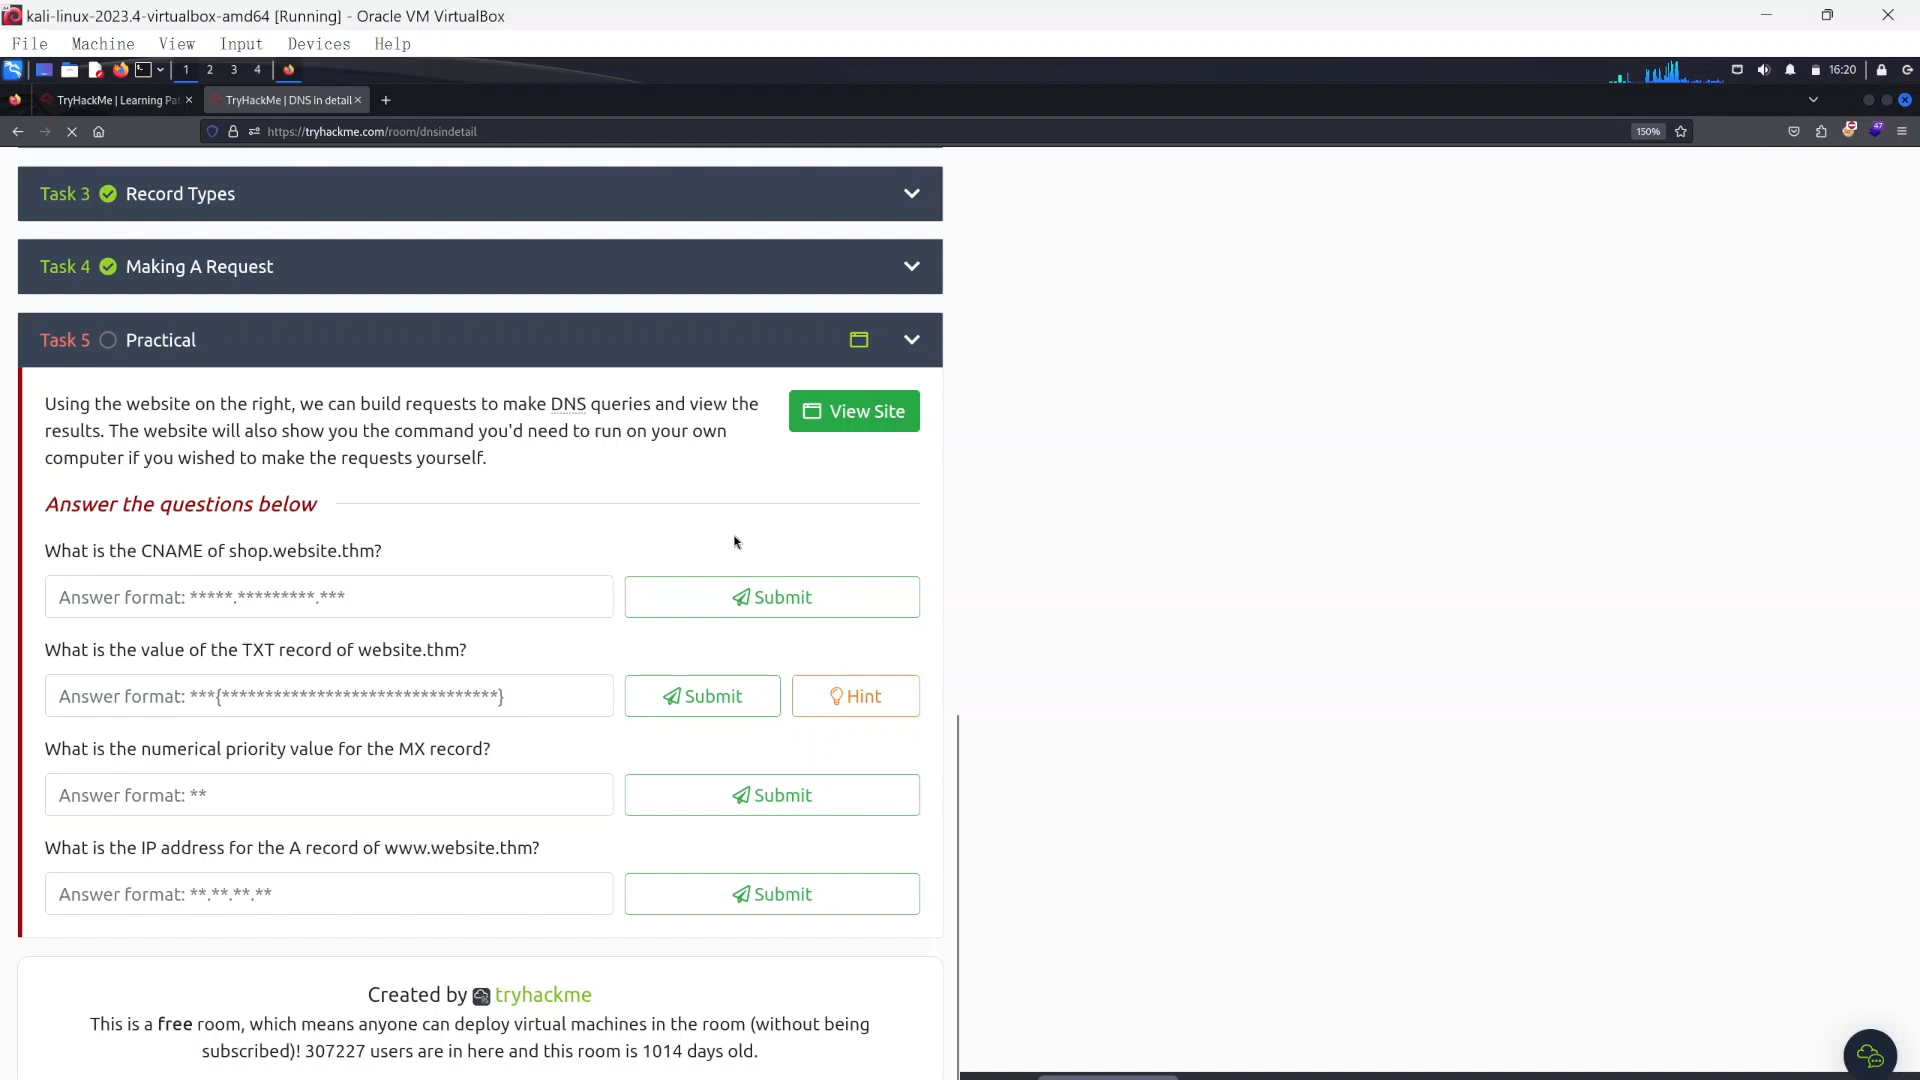 kali-linux-2023.4-virtualbox-amd64 [Running] - Oracle VM VirtualBox
File Machine View Input Devices Help
1 2 3 4 16:20
TryHackMe | Learning Pat TryHackMe | DNS in detail
https://tryhackme.com/room/dnsindetail 150% 47
Task 3 Record Types
Task 4 Making A Request
Task 5 Practical
Using the website on the right, we can build requests to make DNS queries and view the
results. The website will also show you the command you'd need to run on your own
computer if you wished to make the requests yourself.
View Site
Answer the questions below
What is the CNAME of shop.website.thm?
Answer format: *****.*********.*** Submit
What is the value of the TXT record of website.thm?
Answer format: ***{********************************} Submit Hint
What is the numerical priority value for the MX record?
Answer format: ** Submit
What is the IP address for the A record of www.website.thm?
Answer format: **.**.**.** Submit
Created by tryhackme
This is a free room, which means anyone can deploy virtual machines in the room (without being
subscribed)! 307227 users are in here and this room is 1014 days old.